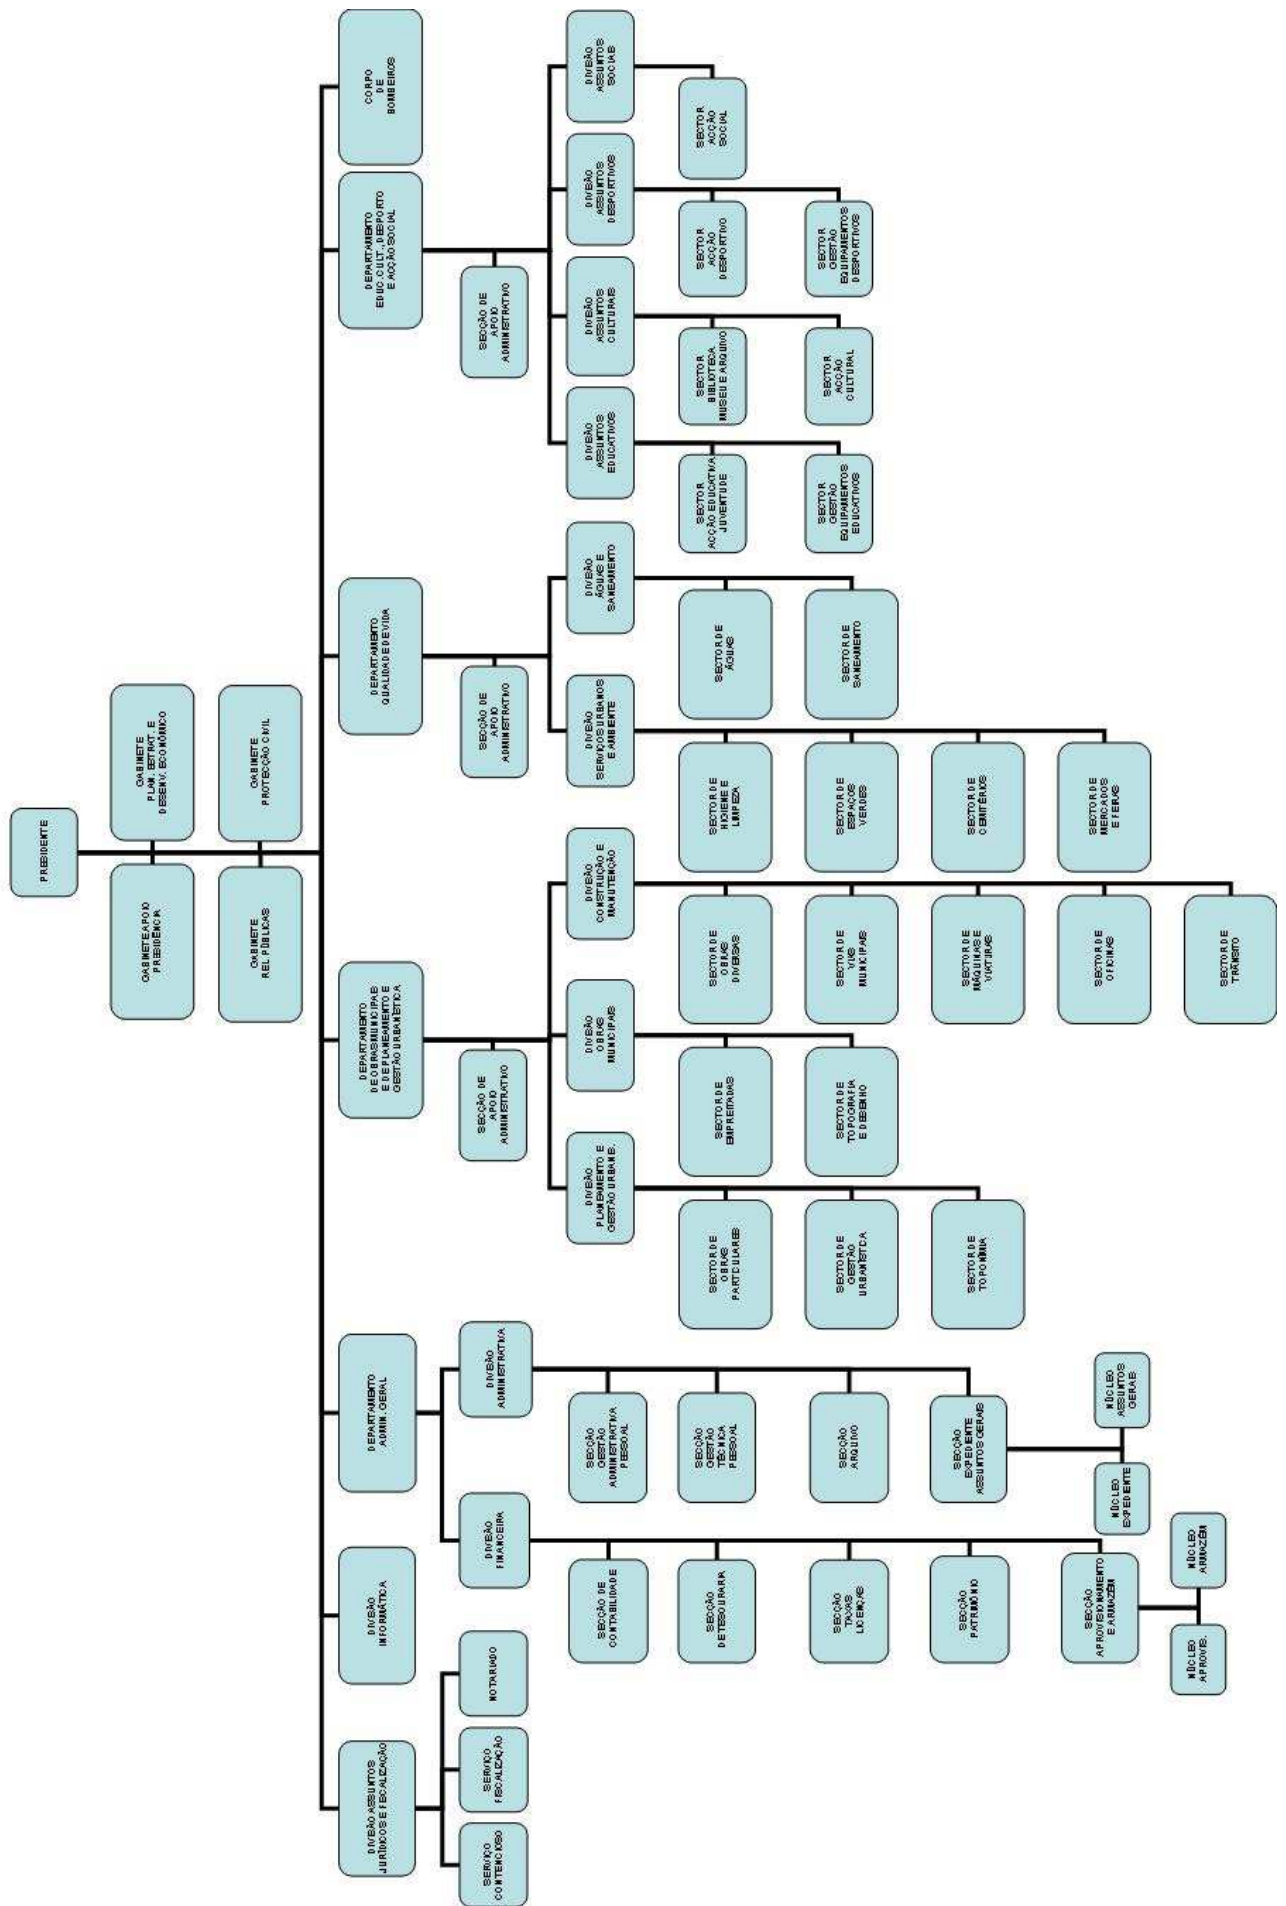 PRESIDENTE
GABINETE APOIO
PRESIDÊNCIA
GABINETE
PLAN. ESTRAT. E
DESENV. ECONÓMICO
GABINETE
REL. PÚBLICAS
GABINETE
PROTECÇÃO CIVIL
DIVISÃO ASSUNTOS
JURÍDICOS E FISCALIZAÇÃO
DIVISÃO
INFORMÁTICA
DEPARTAMENTO
ADMIN. GERAL
DEPARTAMENTO
DE OBRAS MUNICIPAIS
E DE PLANEAMENTO E
GESTÃO URBANÍSTICA
DEPARTAMENTO
QUALIDADE DE VIDA
DEPARTAMENTO
EDUC. CULT., DESPORTO
E ACÇÃO SOCIAL
CORPO
DE
BOMBEIROS
SERVIÇO
CONTENCIOSO
SERVIÇO
FISCALIZAÇÃO
NOTARIADO
DIVISÃO
FINANCEIRA
DIVISÃO
ADMINISTRATIVA
SECÇÃO DE
APOIO
ADMINISTRATIVO
SECÇÃO DE
APOIO
ADMINISTRATIVO
SECÇÃO DE
APOIO
ADMINISTRATIVO
SECÇÃO DE
CONTABILIDADE
SECÇÃO
GESTÃO
ADMINISTRATIVA
PESSOAL
DIVISÃO
PLANEAMENTO E
GESTÃO URBANIS.
DIVISÃO
OBRAS
MUNICIPAIS
DIVISÃO
CONSTRUÇÃO E
MANUTENÇÃO
DIVISÃO
SERVIÇOS URBANOS
E AMBIENTE
DIVISÃO
ÁGUAS E
SANEAMENTO
DIVISÃO
ASSUNTOS
EDUCATIVOS
DIVISÃO
ASSUNTOS
CULTURAIS
DIVISÃO
ASSUNTOS
DESPORTIVOS
DIVISÃO
ASSUNTOS
SOCIAIS
SECÇÃO
DE TESOURARIA
SECÇÃO
GESTÃO
TÉCNICA
PESSOAL
SECTOR DE
OBRAS
PARTICULARES
SECTOR DE
EMPREITADAS
SECTOR DE
OBRAS
DIVERSAS
SECTOR DE
HIGIENE E
LIMPEZA
SECTOR DE
ÁGUAS
SECTOR
ACÇÃO EDUCATIVA
JUVENTUDE
SECTOR
BIBLIOTECA
MUSEU E ARQUIVO
SECTOR
ACÇÃO
DESPORTIVO
SECTOR
ACÇÃO
SOCIAL
SECÇÃO
TAXAS
LICENÇAS
SECÇÃO
ARQUIVO
SECTOR DE
GESTÃO
URBANÍSTICA
SECTOR DE
TOPOGRAFIA
E DESENHO
SECTOR DE
VIAS
MUNICIPAIS
SECTOR DE
ESPAÇOS
VERDES
SECTOR DE
SANEAMENTO
SECTOR
GESTÃO
EQUIPAMENTOS
EDUCATIVOS
SECTOR
ACÇÃO
CULTURAL
SECTOR
GESTÃO
EQUIPAMENTOS
DESPORTIVOS
SECÇÃO
PATRIMÓNIO
SECÇÃO
EXPEDIENTE
ASSUNTOS GERAIS
SECTOR DE
TOPONÍMIA
SECTOR DE
MÁQUINAS E
VIATURAS
SECTOR DE
CEMITÉRIOS
SECÇÃO
APROVISIONAMENTO
E ARMAZÉM
NÚCLEO
EXPEDIENTE
NÚCLEO
ASSUNTOS
GERAIS
SECTOR DE
OFICINAS
SECTOR DE
MERCADOS
E FEIRAS
NÚCLEO
APROVIS.
NÚCLEO
ARMAZÉM
SECTOR DE
TRÂNSITO